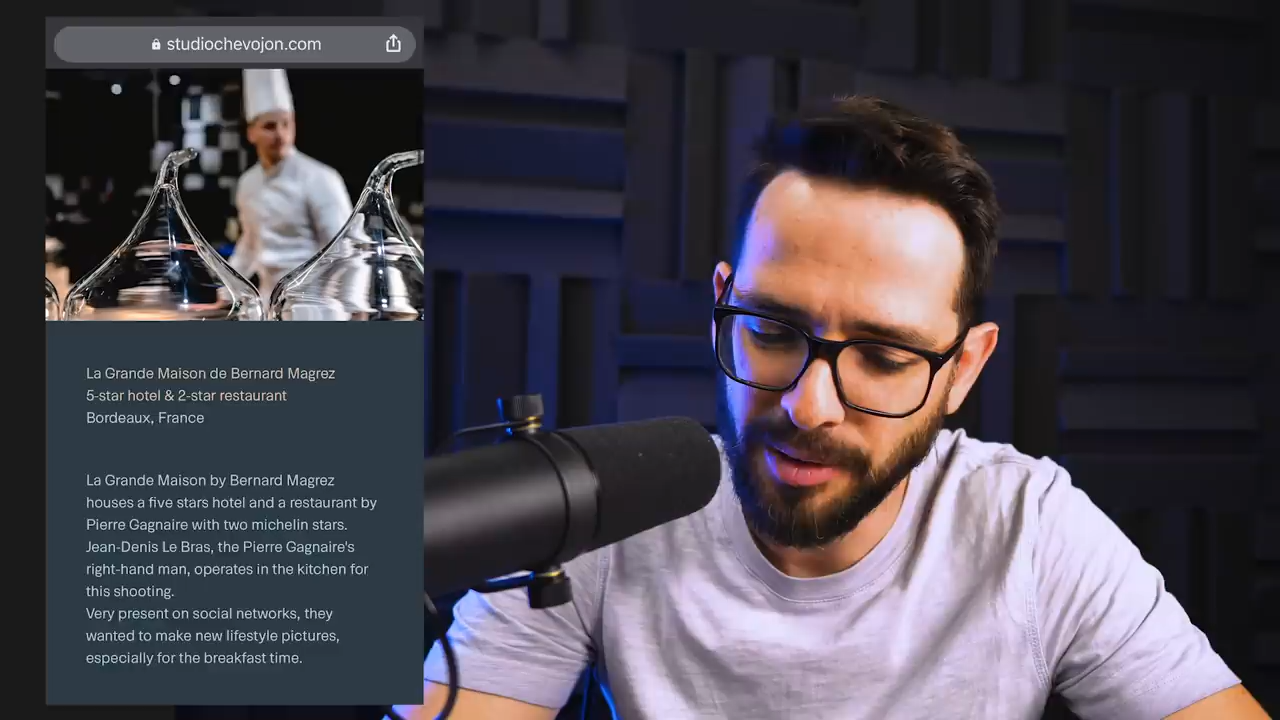 studiochevojon.com
La Grande Maison de Bernard Magrez
5-star hotel & 2-star restaurant
Bordeaux, France
La Grande Maison by Bernard Magrez
houses a five stars hotel and a restaurant by
Pierre Gagnaire with two michelin stars.
Jean-Denis Le Bras, the Pierre Gagnaire's
right-hand man, operates in the kitchen for
this shooting.
Very present on social networks, they
wanted to make new lifestyle pictures,
especially for the breakfast time.